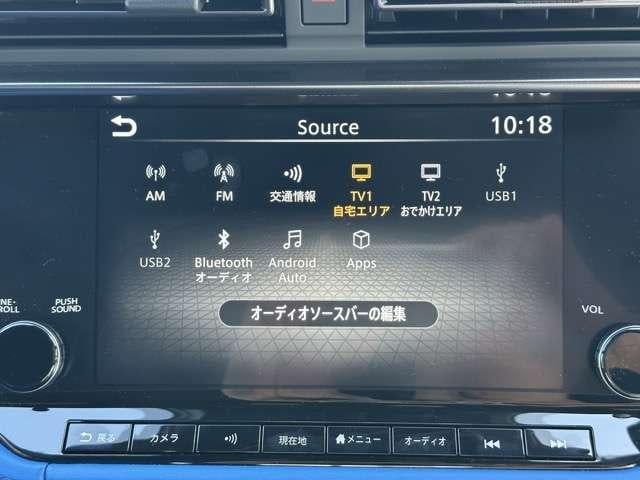 Source 10:18
AM FM 交通情報 TV1 TV2 USB1
自宅エリア おでかけエリア
USB2 Bluetooth Android Apps
オーディオ Auto
オーディオソースバーの編集
PUSH
SOUND
VOL
戻る カメラ 現在地 メニュー オーディオ